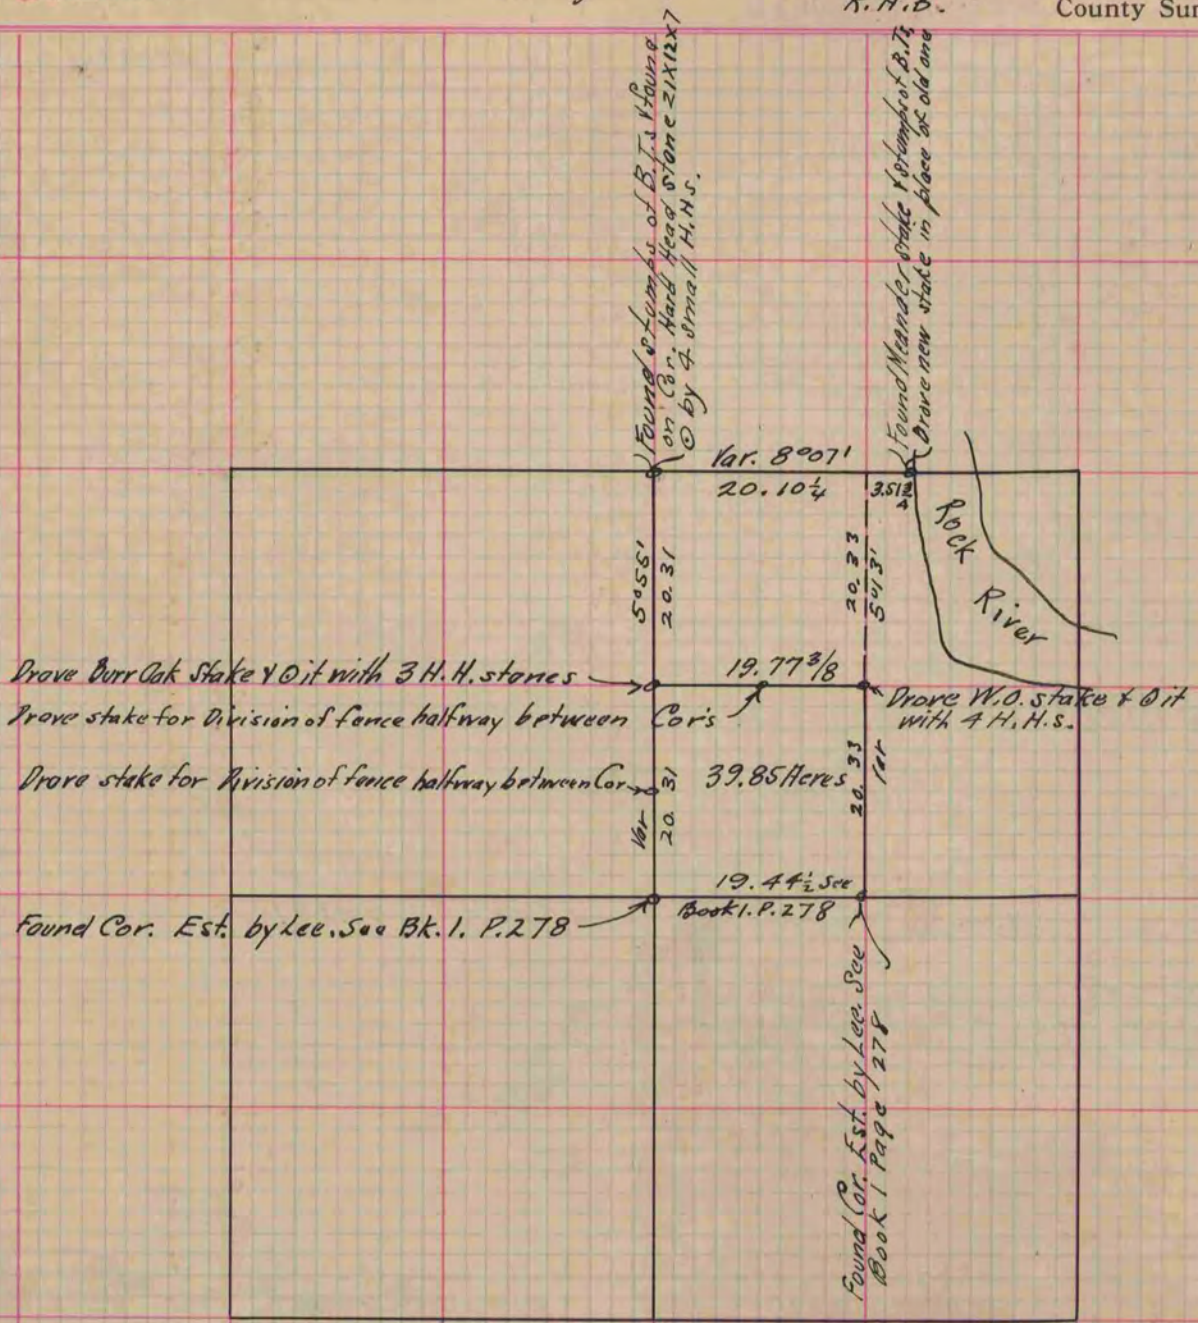 R.H.B.
County Sur
Found stumps of B.T.s & found
on Cor. Hard Head stone 21X12X7
⊙ by 4 small H.H.s.
Found Meander stake & stumps of B.Ts
Drove new stake in place of old one
Var. 8°07'
20.10¼
3.51¾
Rock
River
5°55'
20.31
20.33
5°13'
Drove Burr Oak Stake & ⊙ it with 3 H.H. stones
19.77 3/8
Drove W.O. stake & ⊙ it
with 4 H.H.s.
Drove stake for Division of fence halfway between Cor's
Drove stake for Division of fence halfway between Cor
39.85 Acres
Var
20.31
20.33
Var
19.44½ See
Book 1. P. 278
Found Cor. Est. by Lee. See Bk. 1. P. 278
Found Cor. Est. by Lee. See
Book 1 Page 278